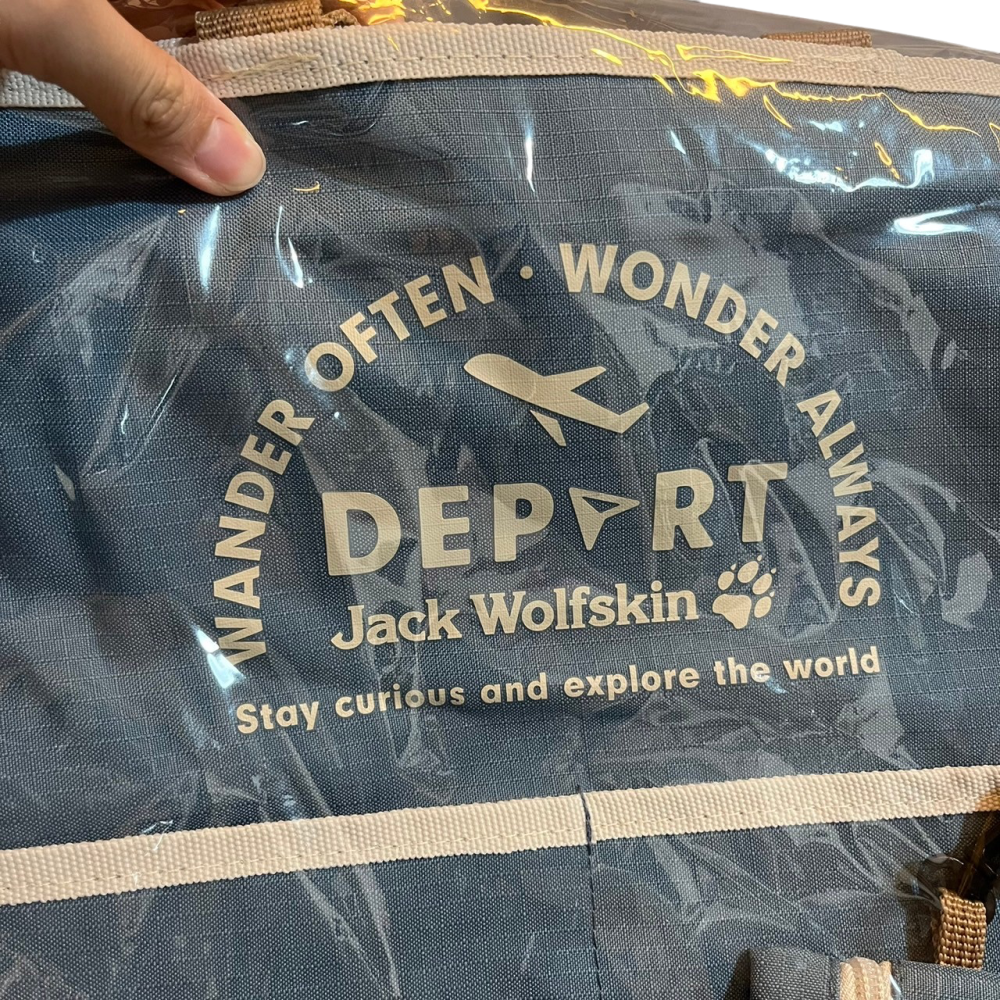 WANDER OFTEN · WONDER ALWAYS
DEPART
Jack Wolfskin
Stay curious and explore the world